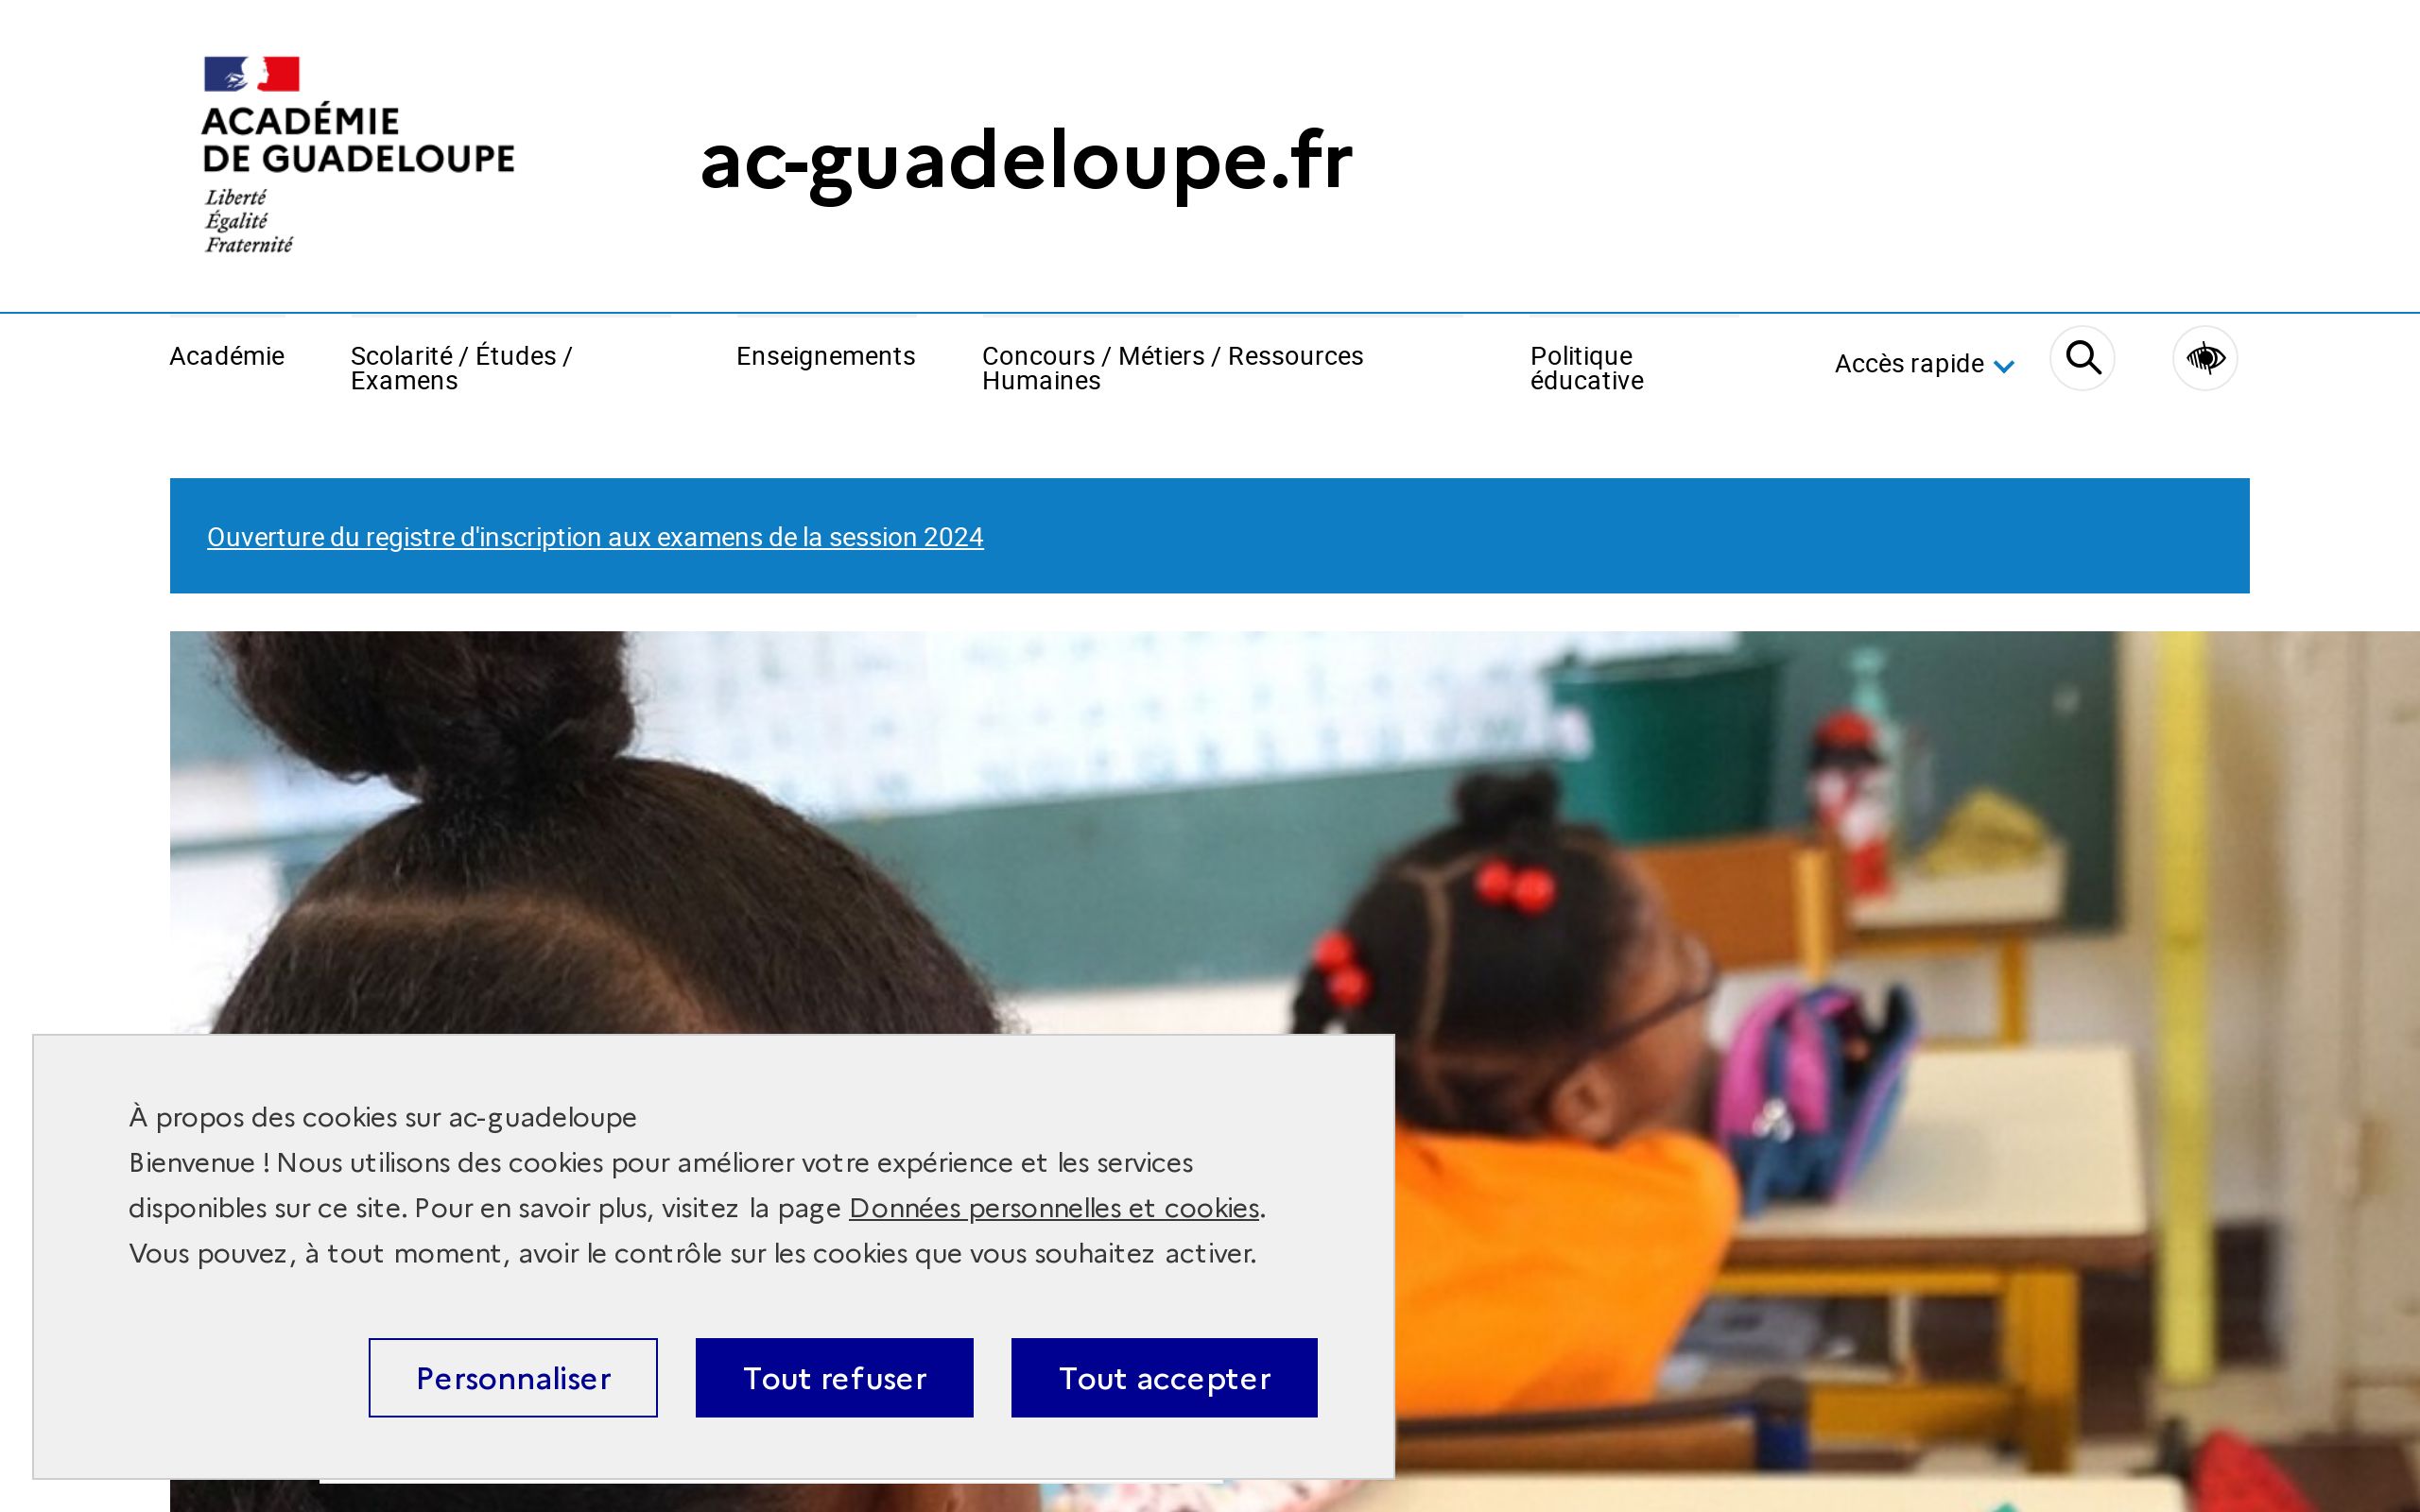 ACADÉMIE
DE GUADELOUPE
Liberté
Égalité
Fraternité
ac-guadeloupe.fr
Académie
Scolarité / Études /
Examens
Enseignements
Concours / Métiers / Ressources
Humaines
Politique
éducative
Accès rapide
Ouverture du registre d'inscription aux examens de la session 2024
À propos des cookies sur ac-guadeloupe
Bienvenue ! Nous utilisons des cookies pour améliorer votre expérience et les services
disponibles sur ce site. Pour en savoir plus, visitez la page Données personnelles et cookies.
Vous pouvez, à tout moment, avoir le contrôle sur les cookies que vous souhaitez activer.
Personnaliser
Tout refuser
Tout accepter